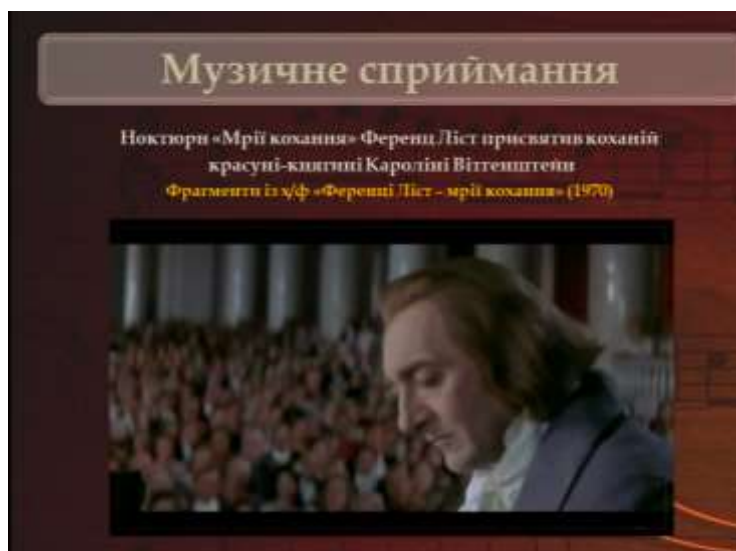 Музичне сприймання
Ноктюрн «Мрії кохання» Ференц Ліст присвятив коханій
красуні-княгині Кароліні Віттенштейн
Фрагменти із х/ф «Ференці Ліст – мрії кохання» (1970)